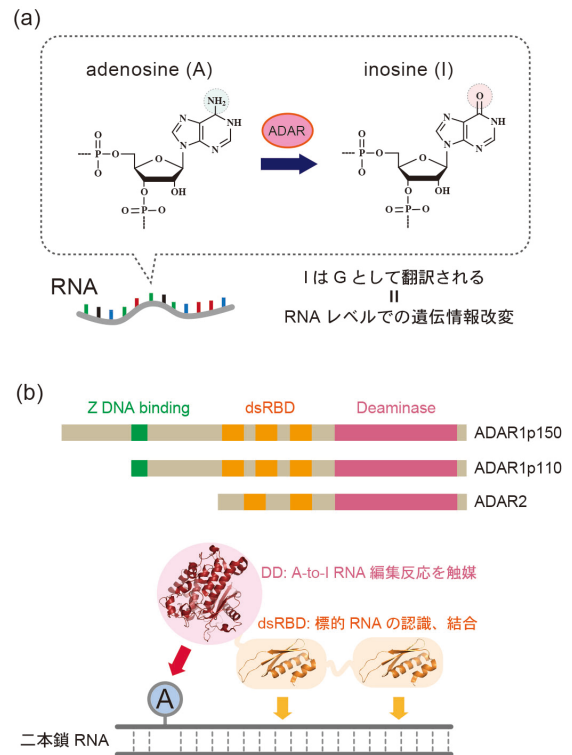 (a)
adenosine (A)
inosine (I)
NH₂
O
N
NH
N
NH
ADAR
N
N
N
N
O
P
O
O
O
O
P
O
O
O
O
O
OH
O
OH
O=P-O
O=P-O
RNA
I は G として翻訳される
=
RNA レベルでの遺伝情報改変
(b)
Z DNA binding
dsRBD
Deaminase
ADAR1p150
ADAR1p110
ADAR2
DD: A-to-I RNA 編集反応を触媒
dsRBD: 標的 RNA の認識、結合
A
二本鎖 RNA